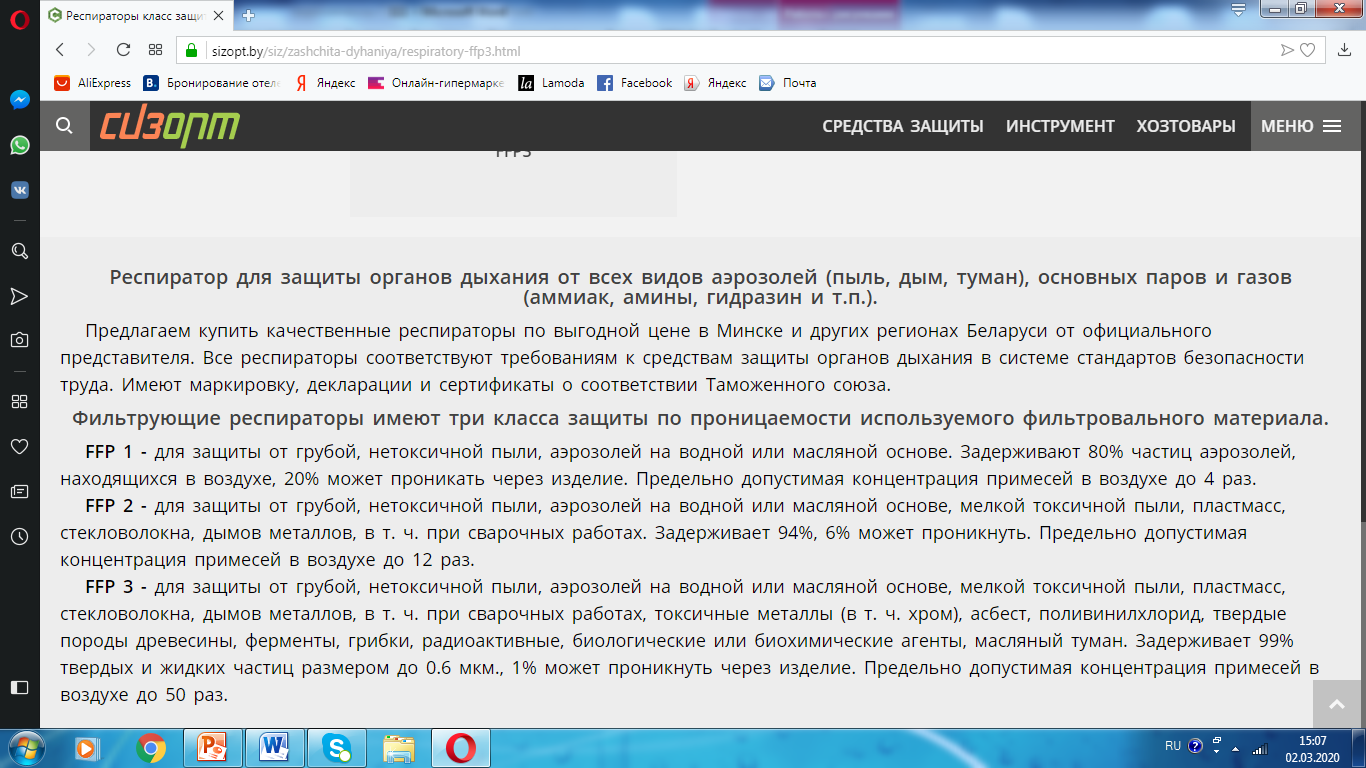 Респираторы класс защит
sizopt.by/siz/zashchita-dyhaniya/respiratory-ffp3.html
AliExpress Бронирование отеле Яндекс Онлайн-гипермарке Lamoda Facebook Яндекс Почта
сизопт СРЕДСТВА ЗАЩИТЫ ИНСТРУМЕНТ ХОЗТОВАРЫ МЕНЮ
FFP3
Респиратор для защиты органов дыхания от всех видов аэрозолей (пыль, дым, туман), основных паров и газов
(аммиак, амины, гидразин и т.п.).
Предлагаем купить качественные респираторы по выгодной цене в Минске и других регионах Беларуси от официального
представителя. Все респираторы соответствуют требованиям к средствам защиты органов дыхания в системе стандартов безопасности
труда. Имеют маркировку, декларации и сертификаты о соответствии Таможенного союза.
Фильтрующие респираторы имеют три класса защиты по проницаемости используемого фильтровального материала.
FFP 1 - для защиты от грубой, нетоксичной пыли, аэрозолей на водной или масляной основе. Задерживают 80% частиц аэрозолей,
находящихся в воздухе, 20% может проникать через изделие. Предельно допустимая концентрация примесей в воздухе до 4 раз.
FFP 2 - для защиты от грубой, нетоксичной пыли, аэрозолей на водной или масляной основе, мелкой токсичной пыли, пластмасс,
стекловолокна, дымов металлов, в т. ч. при сварочных работах. Задерживает 94%, 6% может проникнуть. Предельно допустимая
концентрация примесей в воздухе до 12 раз.
FFP 3 - для защиты от грубой, нетоксичной пыли, аэрозолей на водной или масляной основе, мелкой токсичной пыли, пластмасс,
стекловолокна, дымов металлов, в т. ч. при сварочных работах, токсичные металлы (в т. ч. хром), асбест, поливинилхлорид, твердые
породы древесины, ферменты, грибки, радиоактивные, биологические или биохимические агенты, масляный туман. Задерживает 99%
твердых и жидких частиц размером до 0.6 мкм., 1% может проникнуть через изделие. Предельно допустимая концентрация примесей в
воздухе до 50 раз.
RU 15:07
02.03.2020